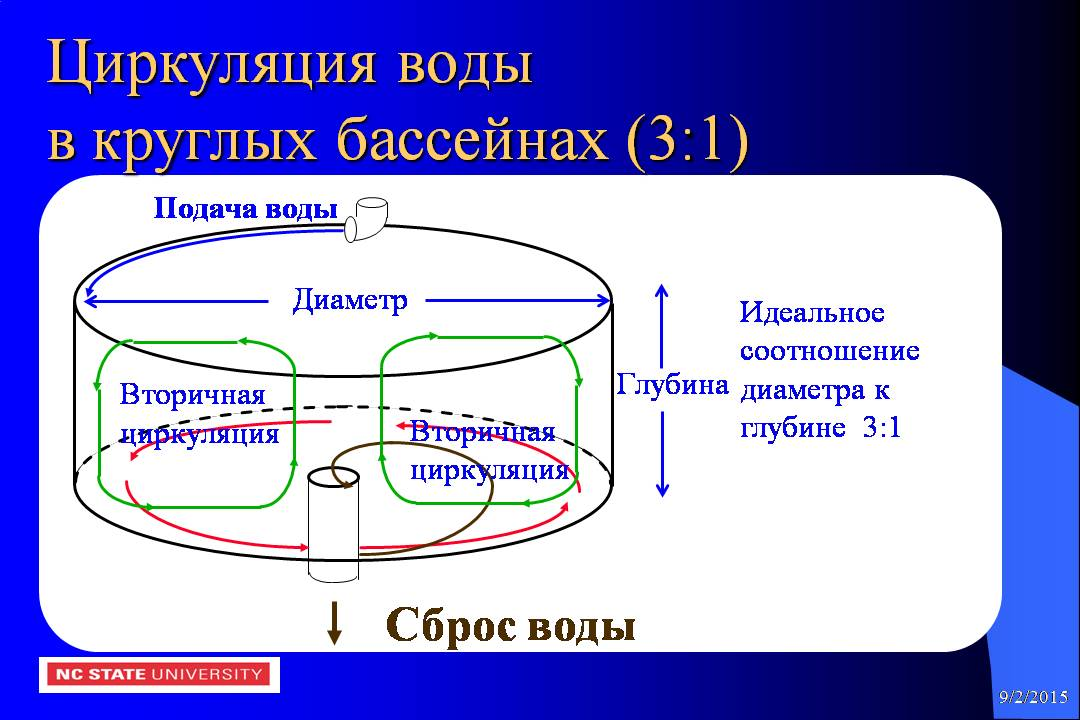 Циркуляция воды
в круглых бассейнах (3:1)
Подача воды
Диаметр
Идеальное
соотношение
диаметра к
глубине 3:1
Глубина
Вторичная
циркуляция
Вторичная
циркуляция
Сброс воды
NC STATE UNIVERSITY
9/2/2015